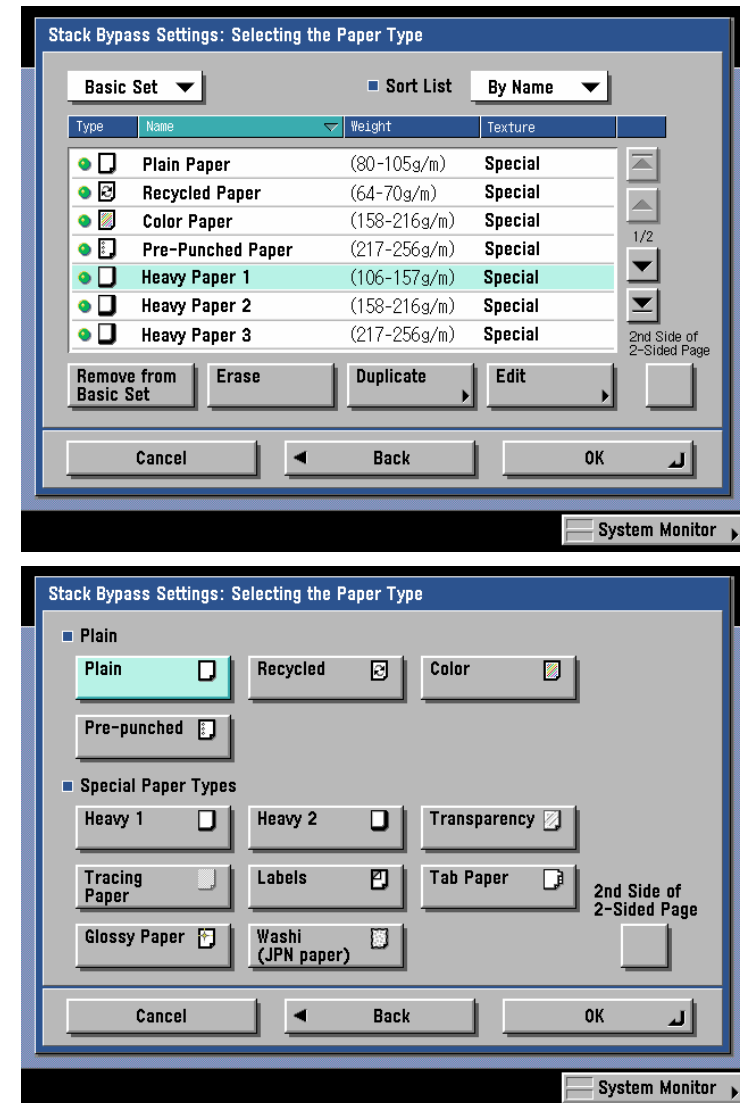 Stack Bypass Settings: Selecting the Paper Type
Basic Set
Sort List
By Name
Type Name Weight Texture
Plain Paper (80-105g/m) Special
Recycled Paper (64-70g/m) Special
Color Paper (158-216g/m) Special
Pre-Punched Paper (217-256g/m) Special
Heavy Paper 1 (106-157g/m) Special
Heavy Paper 2 (158-216g/m) Special
Heavy Paper 3 (217-256g/m) Special
1/2
2nd Side of
2-Sided Page
Remove from
Basic Set
Erase
Duplicate
Edit
Cancel
Back
OK
System Monitor
Stack Bypass Settings: Selecting the Paper Type
Plain
Plain
Recycled
Color
Pre-punched
Special Paper Types
Heavy 1
Heavy 2
Transparency
Tracing
Paper
Labels
Tab Paper
2nd Side of
2-Sided Page
Glossy Paper
Washi
(JPN paper)
Cancel
Back
OK
System Monitor